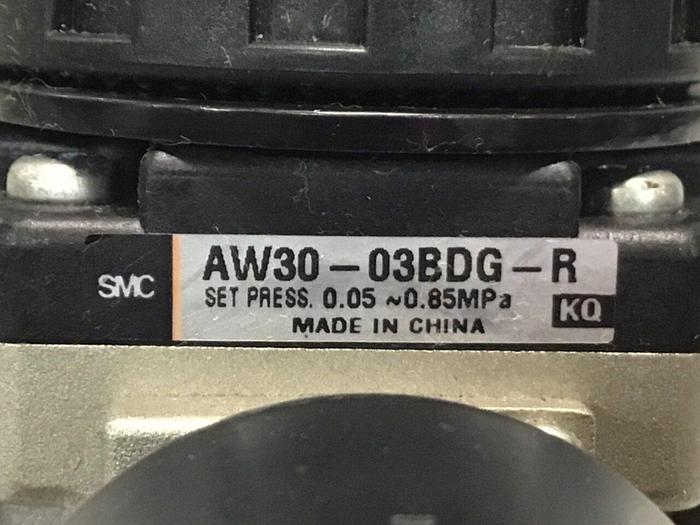 SMC
AW30-03BDG-R
SET PRESS. 0.05 ~0.85MPa
KQ
MADE IN CHINA